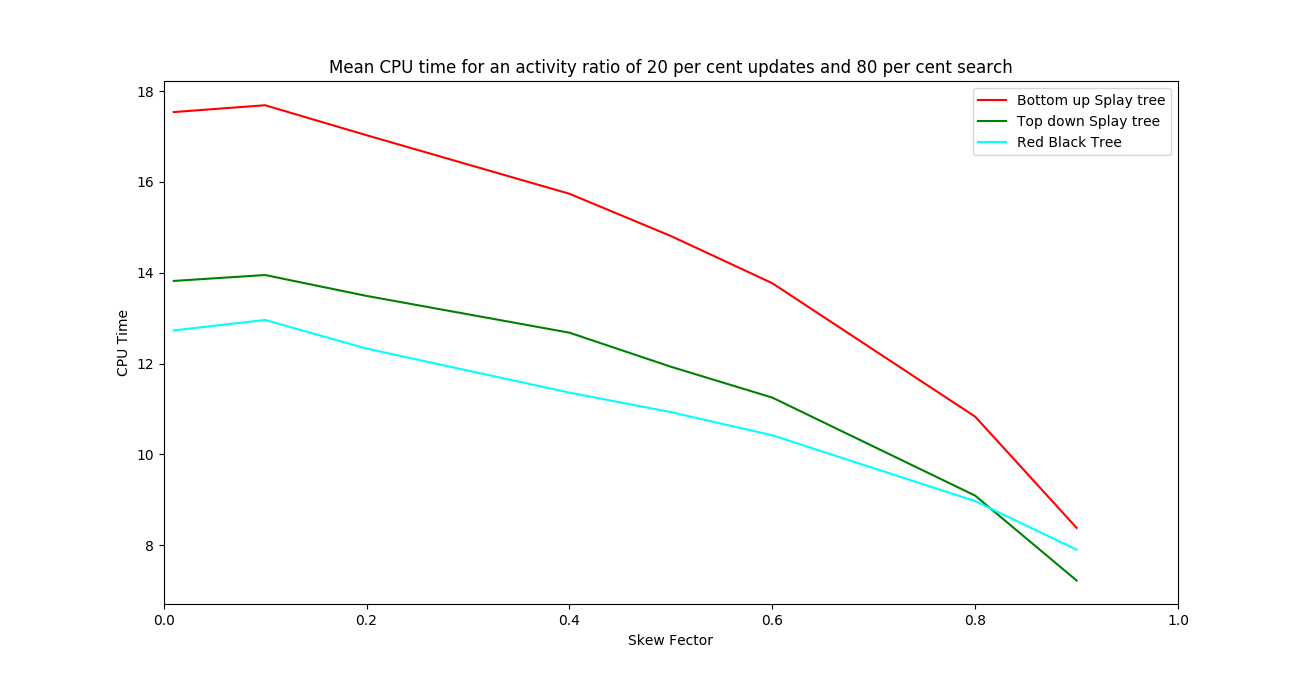 Mean CPU time for an activity ratio of 20 per cent updates and 80 per cent search
18
16
14
12
10
8
CPU Time
Bottom up Splay tree
Top down Splay tree
Red Black Tree
0.0 0.2 0.4 0.6 0.8 1.0
Skew Fector